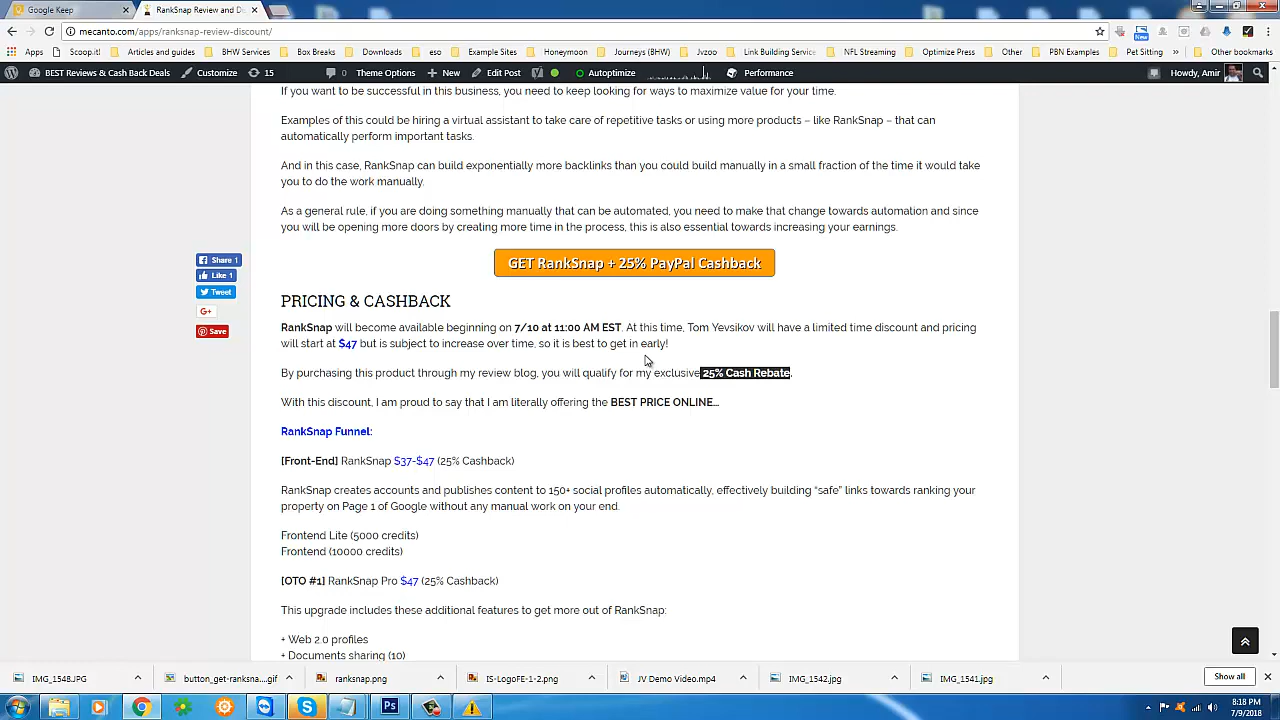 Google Keep
RankSnap Review and Di
mecanto.com/apps/ranksnap-review-discount/
Apps
Scoop.it!
Articles and guides
BHW Services
Box Breaks
Downloads
eso
Example Sites
Honeymoon
Journeys (BHW)
Jvzoo
Link Building Service
NFL Streaming
Optimize Press
Other
PBN Examples
Pet Sitting
»
Other bookmarks
New
BEST Reviews & Cash Back Deals
Customize
15
0
Theme Options
+ New
Edit Post
Autoptimize
Performance
Howdy, Amir
If you want to be successful in this business, you need to keep looking for ways to maximize value for your time.
Examples of this could be hiring a virtual assistant to take care of repetitive tasks or using more products – like RankSnap – that can
automatically perform important tasks.
And in this case, RankSnap can build exponentially more backlinks than you could build manually in a small fraction of the time it would take
you to do the work manually.
As a general rule, if you are doing something manually that can be automated, you need to make that change towards automation and since
you will be opening more doors by creating more time in the process, this is also essential towards increasing your earnings.
GET RankSnap + 25% PayPal Cashback
Share 1
Like 1
Tweet
G+
Save
PRICING & CASHBACK
RankSnap will become available beginning on 7/10 at 11:00 AM EST. At this time, Tom Yevsikov will have a limited time discount and pricing
will start at $47 but is subject to increase over time, so it is best to get in early!
By purchasing this product through my review blog, you will qualify for my exclusive 25% Cash Rebate.
With this discount, I am proud to say that I am literally offering the BEST PRICE ONLINE...
RankSnap Funnel:
[Front-End] RankSnap $37-$47 (25% Cashback)
RankSnap creates accounts and publishes content to 150+ social profiles automatically, effectively building “safe” links towards ranking your
property on Page 1 of Google without any manual work on your end.
Frontend Lite (5000 credits)
Frontend (10000 credits)
[OTO #1] RankSnap Pro $47 (25% Cashback)
This upgrade includes these additional features to get more out of RankSnap:
+ Web 2.0 profiles
+ Documents sharing (10)
IMG_1548.JPG
button_get-ranksna....gif
ranksnap.png
IS-LogoFE-1-2.png
JV Demo Video.mp4
IMG_1542.jpg
IMG_1541.jpg
Show all
8:18 PM
7/9/2018